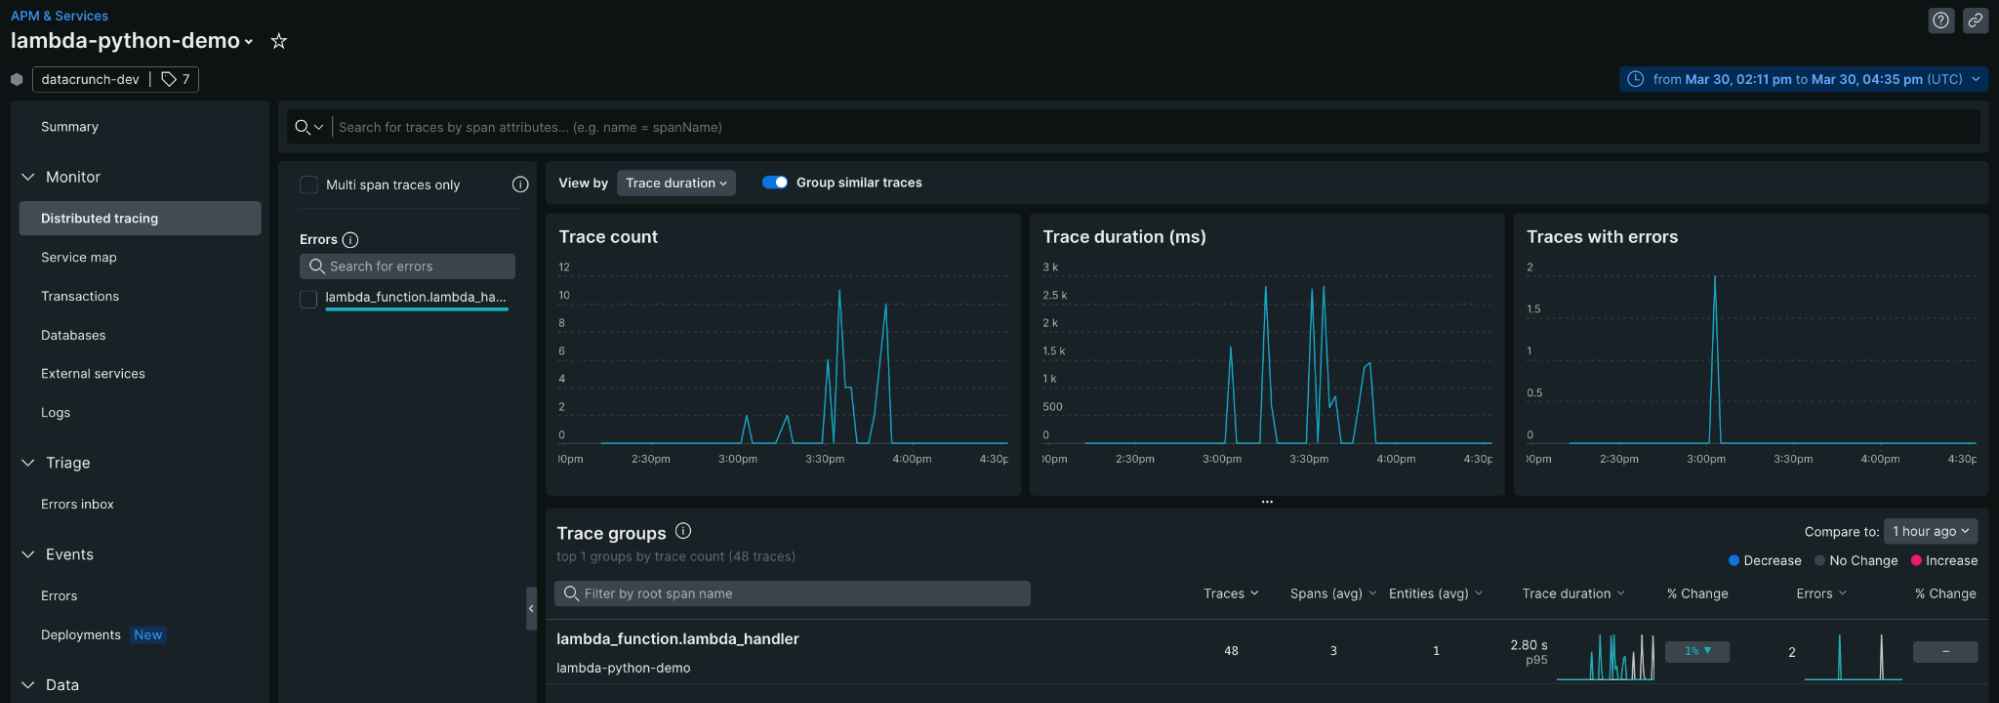 APM & Services
lambda-python-demo
datacrunch-dev | 7
from Mar 30, 02:11 pm to Mar 30, 04:35 pm (UTC)
Summary
Monitor
Distributed tracing
Service map
Transactions
Databases
External services
Logs
Triage
Errors inbox
Events
Errors
Deployments New
Data
Search for traces by span attributes... (e.g. name = spanName)
Multi span traces only
Errors
Search for errors
lambda_function.lambda_ha...
View by Trace duration Group similar traces
Trace count
12
10
8
6
4
2
0
:00pm 2:30pm 3:00pm 3:30pm 4:00pm 4:30p
Trace duration (ms)
3 k
2.5 k
2 k
1.5 k
1 k
500
0
:00pm 2:30pm 3:00pm 3:30pm 4:00pm 4:30p
Traces with errors
2
1.5
1
0.5
0
:00pm 2:30pm 3:00pm 3:30pm 4:00pm 4:30p
...
Trace groups
top 1 groups by trace count (48 traces)
Compare to: 1 hour ago
Decrease No Change Increase
Filter by root span name
Traces Spans (avg) Entities (avg) Trace duration % Change Errors % Change
lambda_function.lambda_handler
lambda-python-demo
48 3 1 2.80 s 1% ▼ 2 –
p95